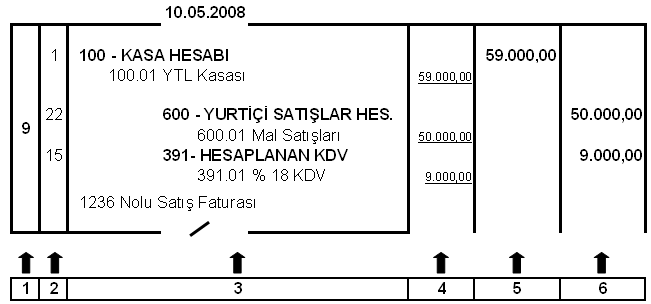 10.05.2008
1 100 - KASA HESABI 59.000,00
100.01 YTL Kasası 59.000,00
22 600 - YURTİÇİ SATIŞLAR HES. 50.000,00
9 600.01 Mal Satışları 50.000,00
15 391- HESAPLANAN KDV 9.000,00
391.01 % 18 KDV 9.000,00
1236 Nolu Satış Faturası
1 2 3 4 5 6